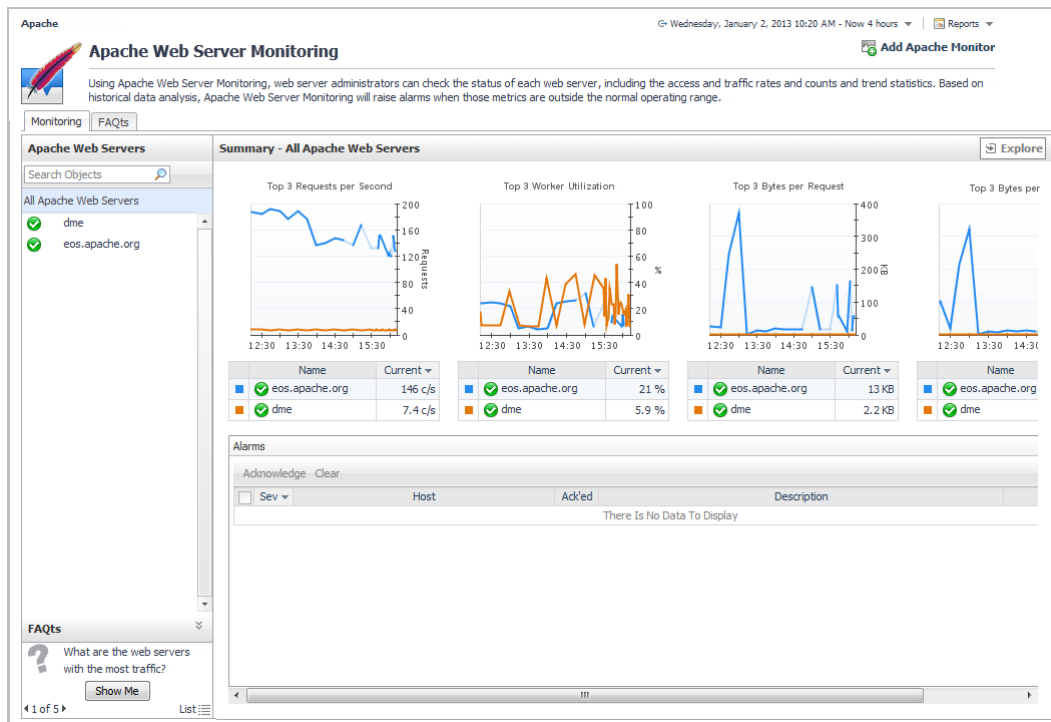 Apache
Wednesday, January 2, 2013 10:20 AM - Now 4 hours
Reports
Apache Web Server Monitoring
Add Apache Monitor
Using Apache Web Server Monitoring, web server administrators can check the status of each web server, including the access and traffic rates and counts and trend statistics. Based on
historical data analysis, Apache Web Server Monitoring will raise alarms when those metrics are outside the normal operating range.
Monitoring FAQts
Apache Web Servers
Search Objects
All Apache Web Servers
dme
eos.apache.org
Summary - All Apache Web Servers
Explore
Top 3 Requests per Second
200
160
120
80
40
0
Requests
12:30 13:30 14:30 15:30
Name Current
eos.apache.org 146 c/s
dme 7.4 c/s
Top 3 Worker Utilization
100
80
60
40
20
0
%
12:30 13:30 14:30 15:30
Name Current
eos.apache.org 21 %
dme 5.9 %
Top 3 Bytes per Request
400
300
200
100
0
KB
12:30 13:30 14:30 15:30
Name Current
eos.apache.org 13 KB
dme 2.2 KB
Top 3 Bytes per
12:30 13:30 14:30
Name
eos.apache.org
dme
Alarms
Acknowledge Clear
Sev Host Ack'ed Description
There Is No Data To Display
FAQts
What are the web servers
with the most traffic?
Show Me
1 of 5 List